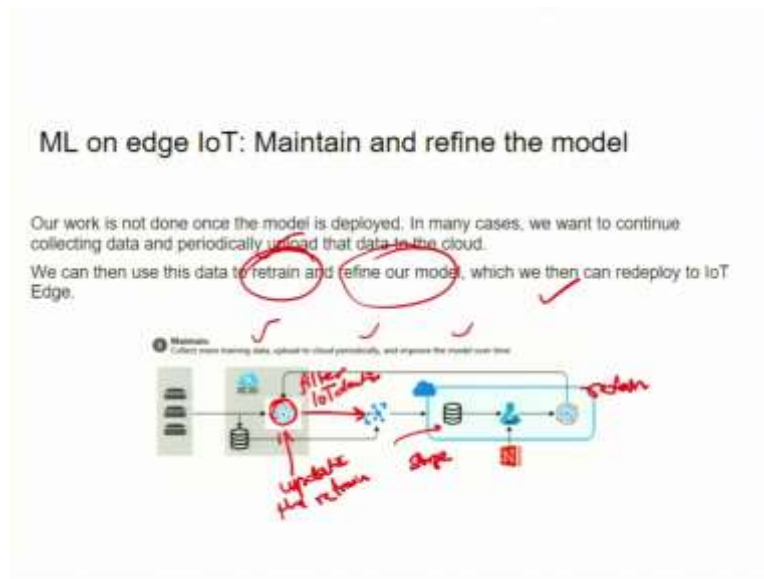 ML on edge IoT: Maintain and refine the model
Our work is not done once the model is deployed. In many cases, we want to continue
collecting data and periodically upload that data to the cloud.
We can then use this data to retrain and refine our model, which we then can redeploy to IoT
Edge.
Maintain
Collect more training data, upload to cloud periodically, and improve the model over time
IoT data
retrain
store
update
the retrain